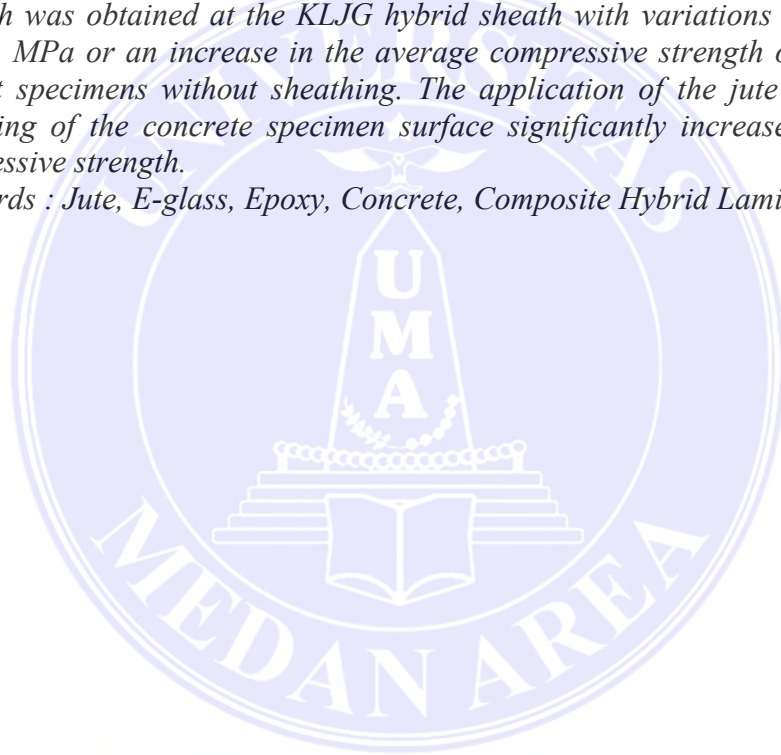 h was obtained at the KLJG hybrid sheath with variations
MPa or an increase in the average compressive strength o
t specimens without sheathing. The application of the jute
ing of the concrete specimen surface significantly increase
essive strength.
rds : Jute, E-glass, Epoxy, Concrete, Composite Hybrid Lami
UNIVERSITAS
UMA
MEDAN AREA